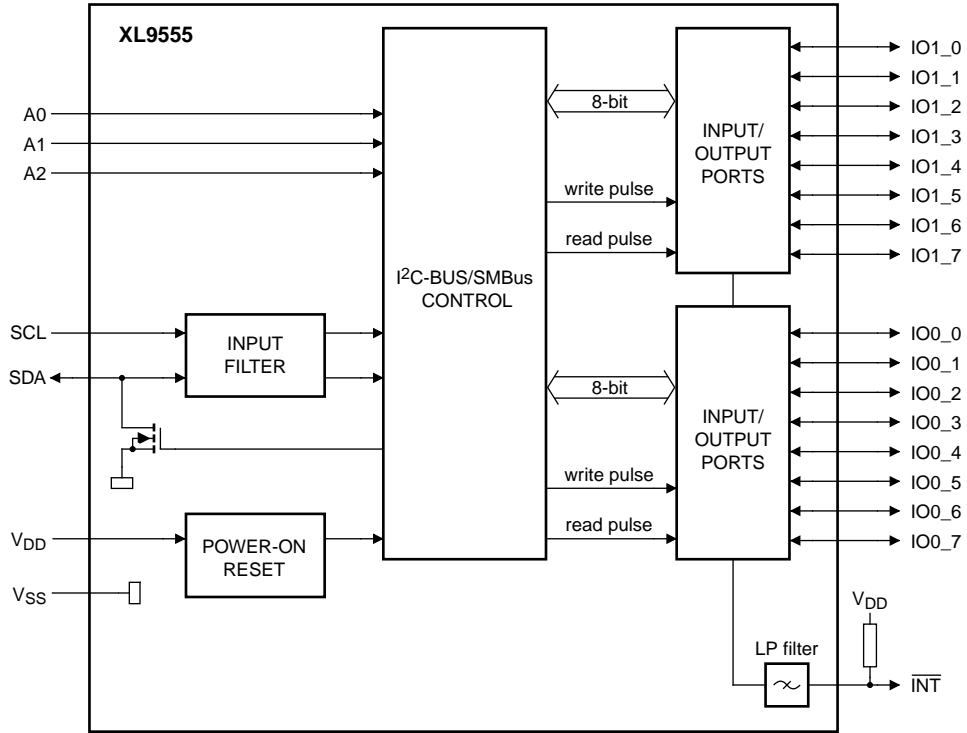 XL9555
A0
A1
A2
SCL
SDA
VDD
VSS
INPUT
FILTER
POWER-ON
RESET
I²C-BUS/SMBus
CONTROL
8-bit
write pulse
read pulse
INPUT/
OUTPUT
PORTS
IO1_0
IO1_1
IO1_2
IO1_3
IO1_4
IO1_5
IO1_6
IO1_7
8-bit
write pulse
read pulse
INPUT/
OUTPUT
PORTS
IO0_0
IO0_1
IO0_2
IO0_3
IO0_4
IO0_5
IO0_6
IO0_7
VDD
LP filter
INT